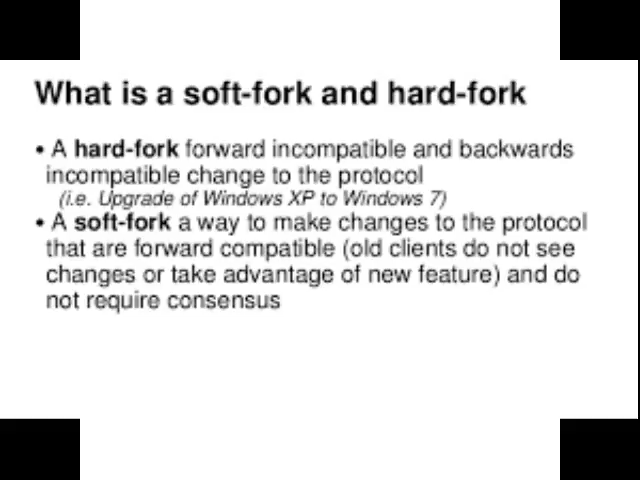 What is a soft-fork and hard-fork
• A hard-fork forward incompatible and backwards
incompatible change to the protocol
(i.e. Upgrade of Windows XP to Windows 7)
• A soft-fork a way to make changes to the protocol
that are forward compatible (old clients do not see
changes or take advantage of new feature) and do
not require consensus